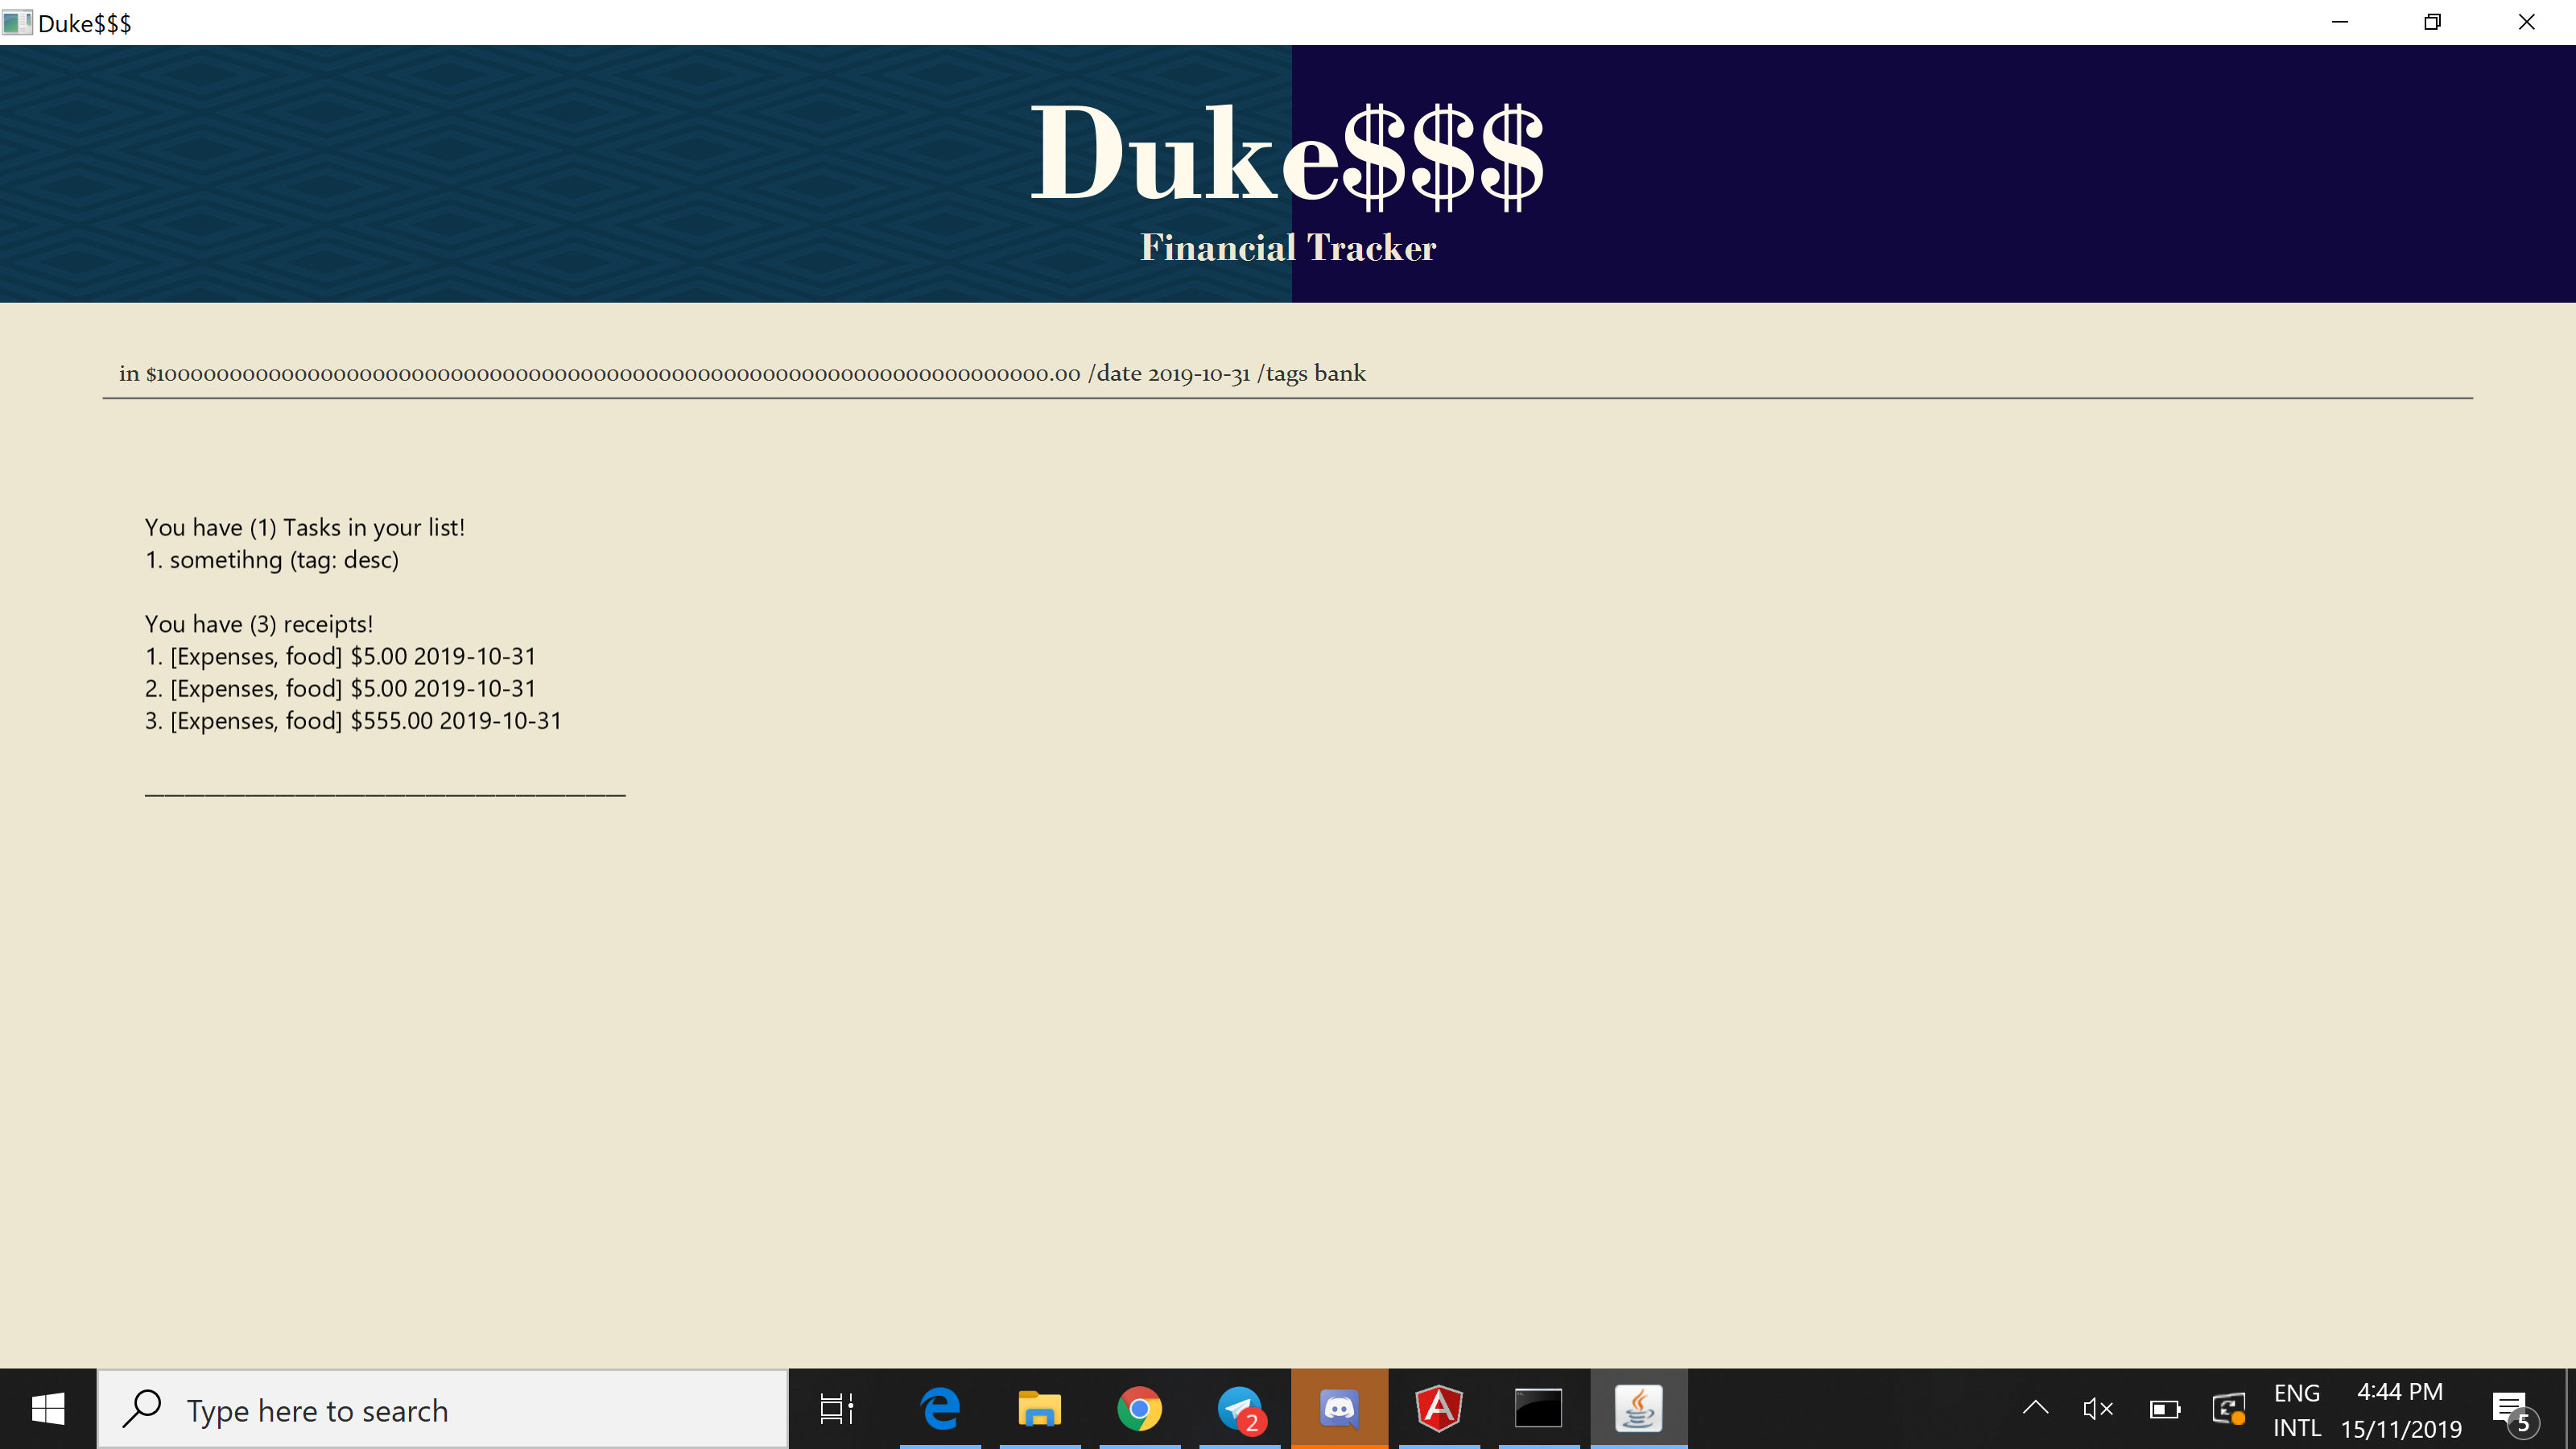 Duke$$$
Duke$$$
Financial Tracker
in $100000000000000000000000000000000000000000000000000000000000000000000.00 /date 2019-10-31 /tags bank
You have (1) Tasks in your list!
1. sometihng (tag: desc)
You have (3) receipts!
1. [Expenses, food] $5.00 2019-10-31
2. [Expenses, food] $5.00 2019-10-31
3. [Expenses, food] $555.00 2019-10-31
Type here to search
2
ENG
INTL
4:44 PM
15/11/2019
5